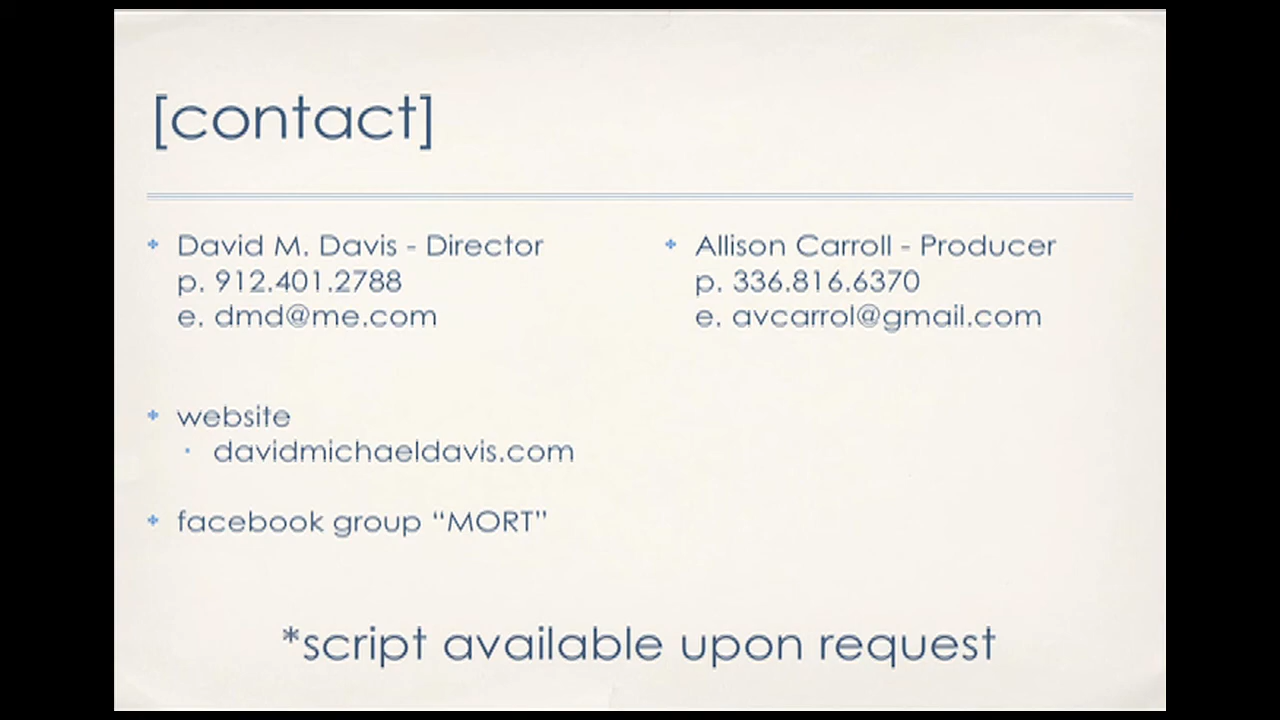 [contact]
David M. Davis - Director
p. 912.401.2788
e. dmd@me.com
Allison Carroll - Producer
p. 336.816.6370
e. avcarrol@gmail.com
website
davidmichaeldavis.com
facebook group “MORT”
*script available upon request